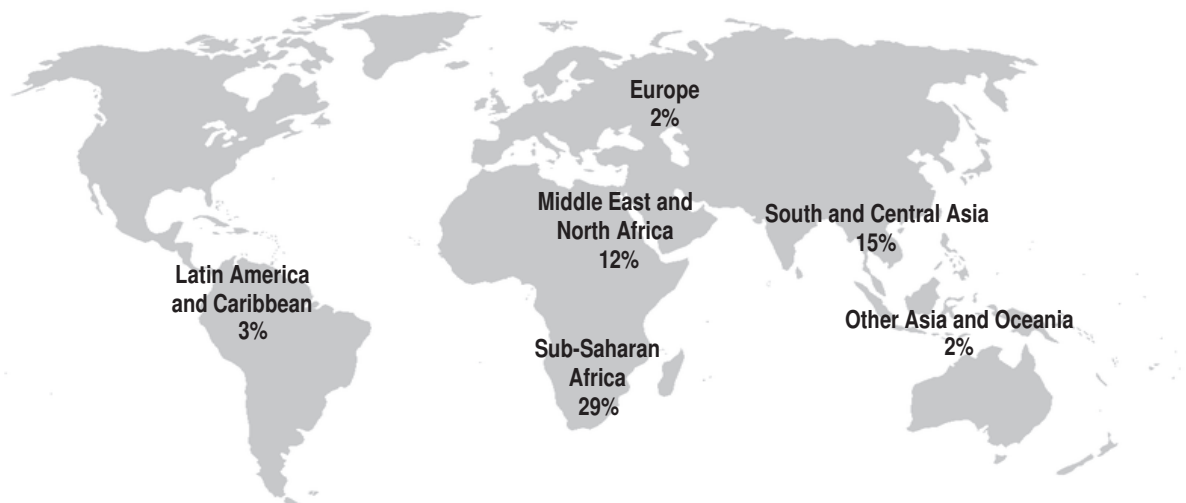 Europe
2%
Middle East and
North Africa
12%
South and Central Asia
15%
Latin America
and Caribbean
3%
Other Asia and Oceania
2%
Sub-Saharan
Africa
29%